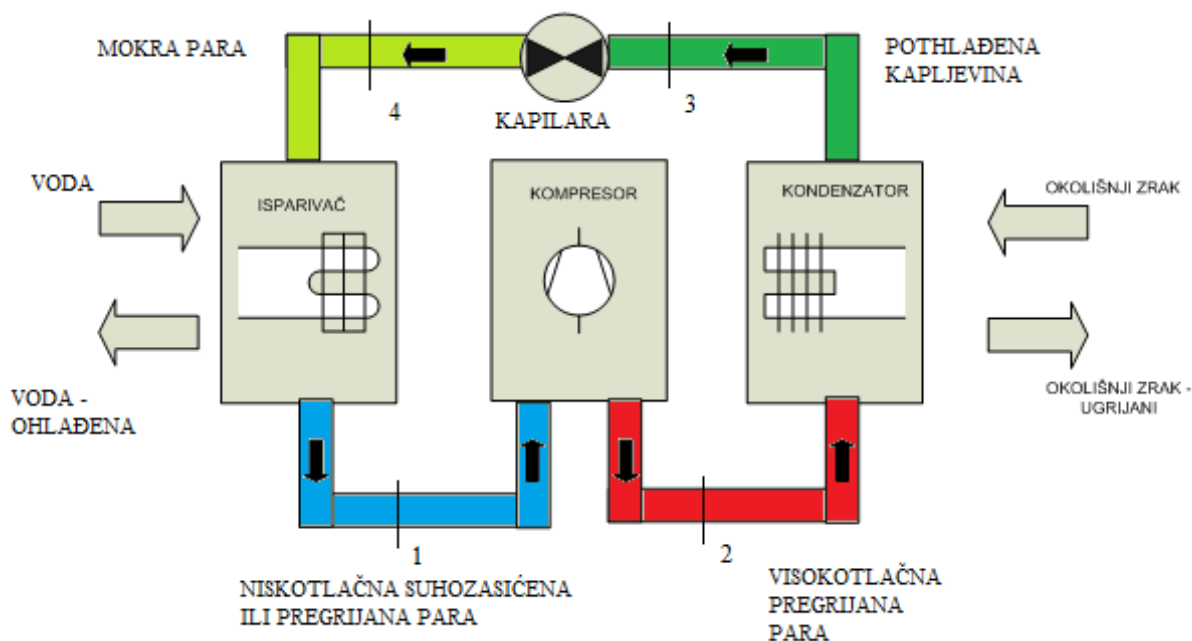 MOKRA PARA
POTHLAĐENA
KAPLJEVINA
4
KAPILARA
3
VODA
ISPARIVAČ
KOMPRESOR
KONDENZATOR
OKOLIŠNJI ZRAK
VODA -
OHLAĐENA
OKOLIŠNJI ZRAK -
UGRIJANI
1
2
NISKOTLAČNA SUHOZASIĆENA
ILI PREGRIJANA PARA
VISOKOTLAČNA
PREGRIJANA
PARA